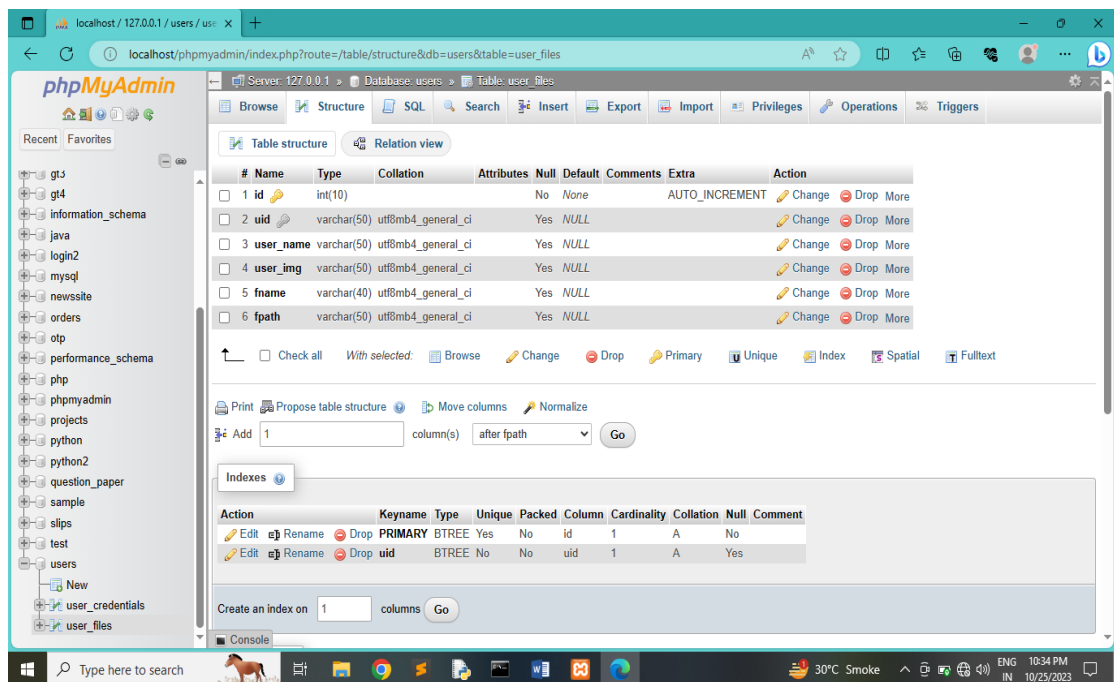 localhost / 127.0.0.1 / users / use
localhost/phpmyadmin/index.php?route=/table/structure&db=users&table=user_files
phpMyAdmin
Recent Favorites
gt3
gt4
information_schema
java
login2
mysql
newssite
orders
otp
performance_schema
php
phpmyadmin
projects
python
python2
question_paper
sample
slips
test
users
New
user_credentials
user_files
Server: 127.0.0.1 » Database: users » Table: user_files
Browse Structure SQL Search Insert Export Import Privileges Operations Triggers
Table structure Relation view
# Name Type Collation Attributes Null Default Comments Extra Action
1 id int(10) No None AUTO_INCREMENT Change Drop More
2 uid varchar(50) utf8mb4_general_ci Yes NULL Change Drop More
3 user_name varchar(50) utf8mb4_general_ci Yes NULL Change Drop More
4 user_img varchar(50) utf8mb4_general_ci Yes NULL Change Drop More
5 fname varchar(40) utf8mb4_general_ci Yes NULL Change Drop More
6 fpath varchar(50) utf8mb4_general_ci Yes NULL Change Drop More
Check all With selected: Browse Change Drop Primary Unique Index Spatial Fulltext
Print Propose table structure Move columns Normalize
Add 1 column(s) after fpath Go
Indexes
Action Keyname Type Unique Packed Column Cardinality Collation Null Comment
Edit Rename Drop PRIMARY BTREE Yes No id 1 A No
Edit Rename Drop uid BTREE No No uid 1 A Yes
Create an index on 1 columns Go
Console
Type here to search
30°C Smoke
ENG
IN
10:34 PM
10/25/2023